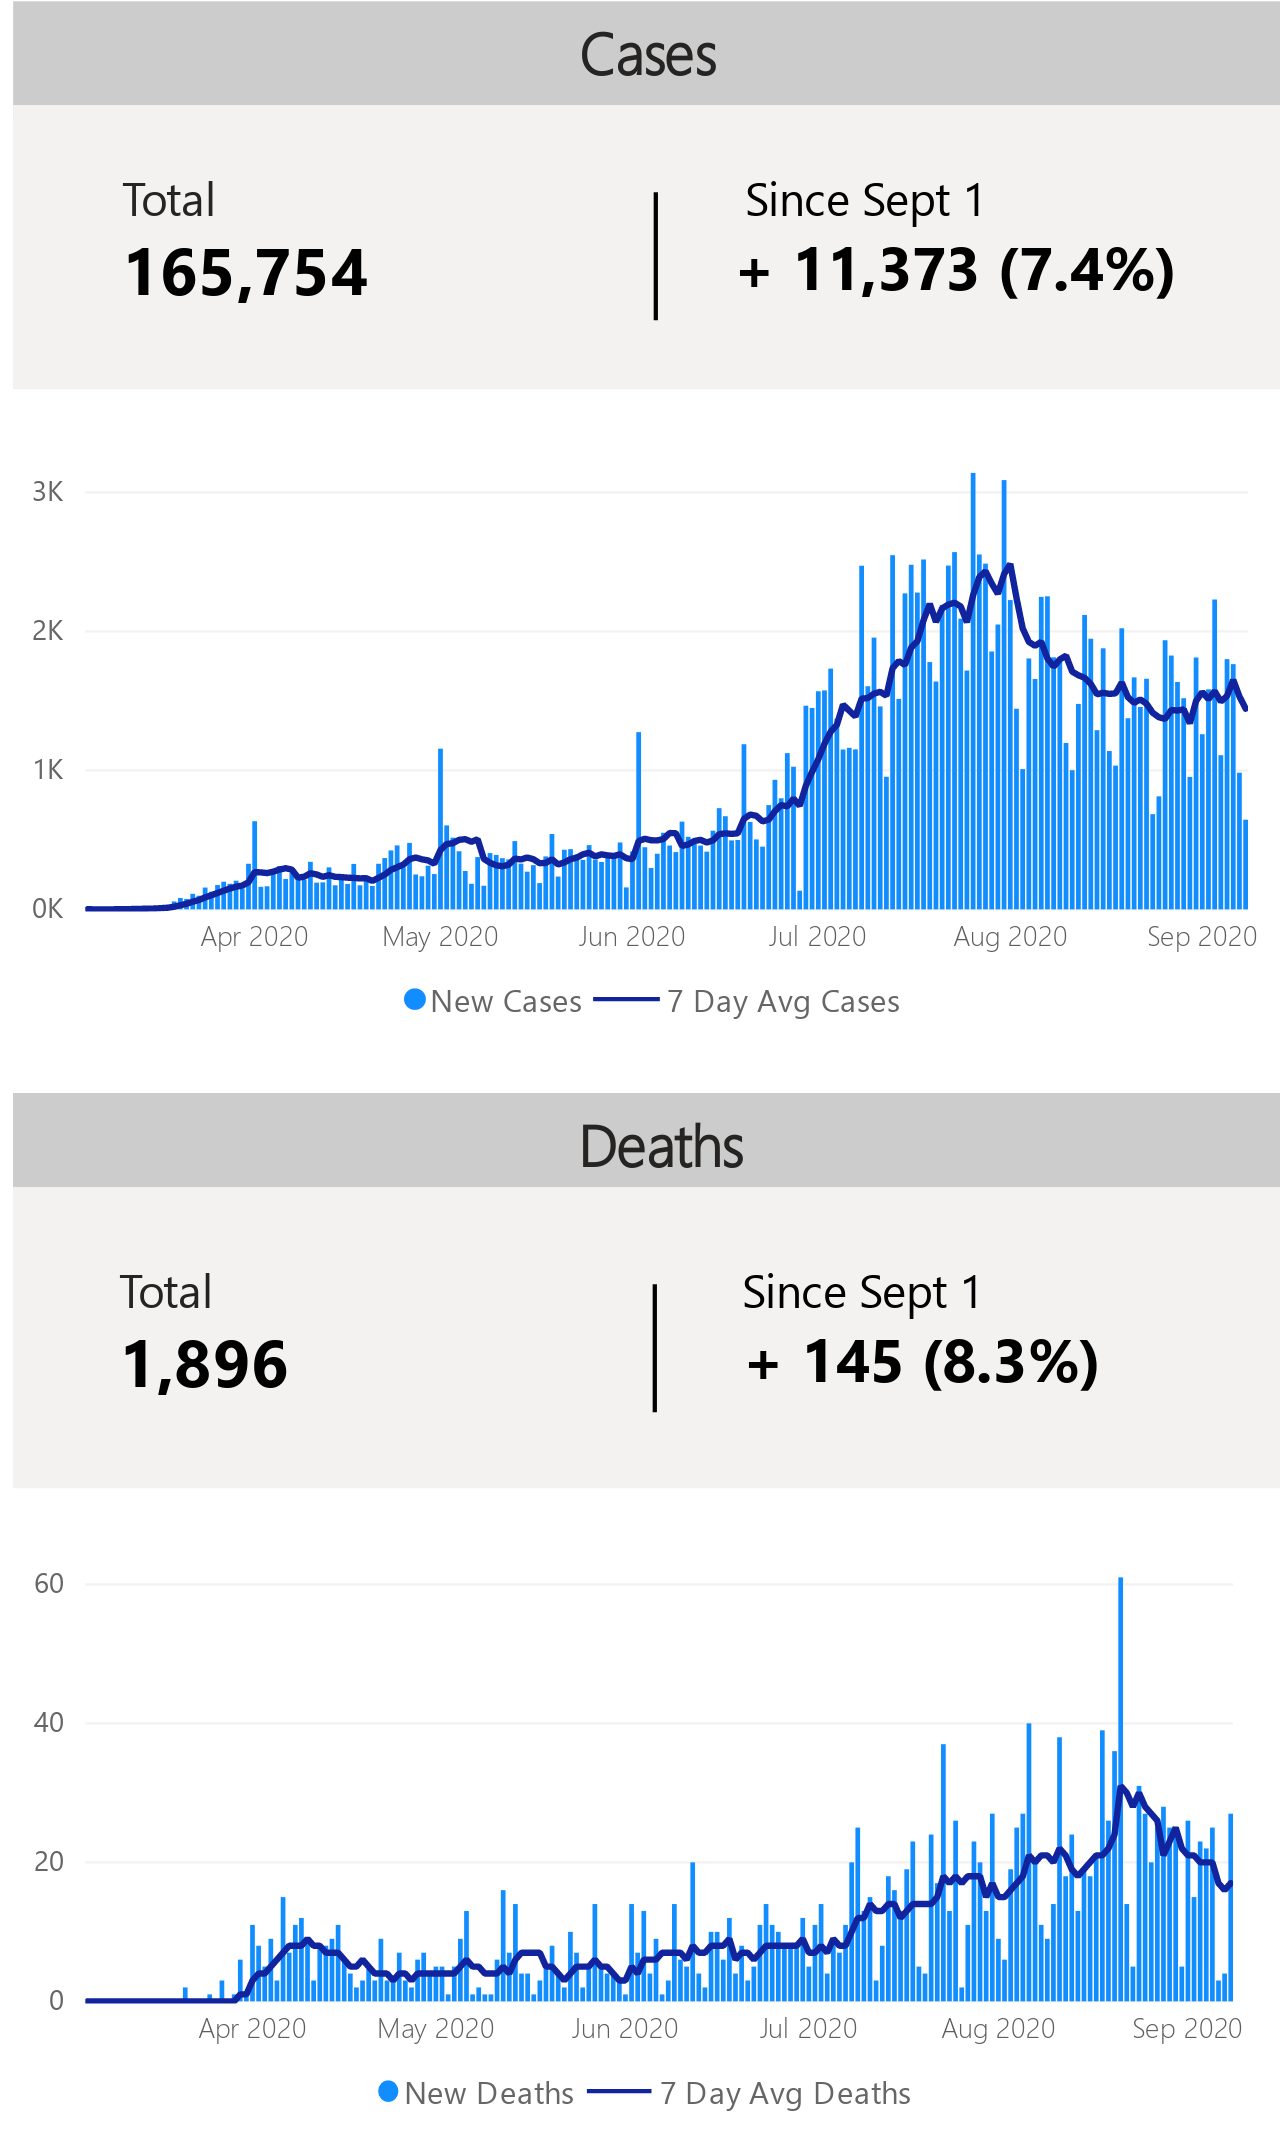 Cases
Total
Since Sept 1
165,754
+ 11,373 (7.4%)
3K
2K
1K
0K
Apr 2020 May 2020 Jun 2020 Jul 2020 Aug 2020 Sep 2020
New Cases 7 Day Avg Cases
Deaths
Total
Since Sept 1
1,896
+ 145 (8.3%)
60
40
20
0
Apr 2020 May 2020 Jun 2020 Jul 2020 Aug 2020 Sep 2020
New Deaths 7 Day Avg Deaths